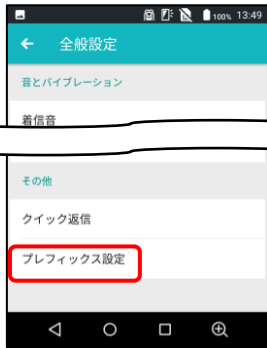 100% 13:49
全般設定
音とバイブレーション
着信音
その他
クイック返信
プレフィックス設定